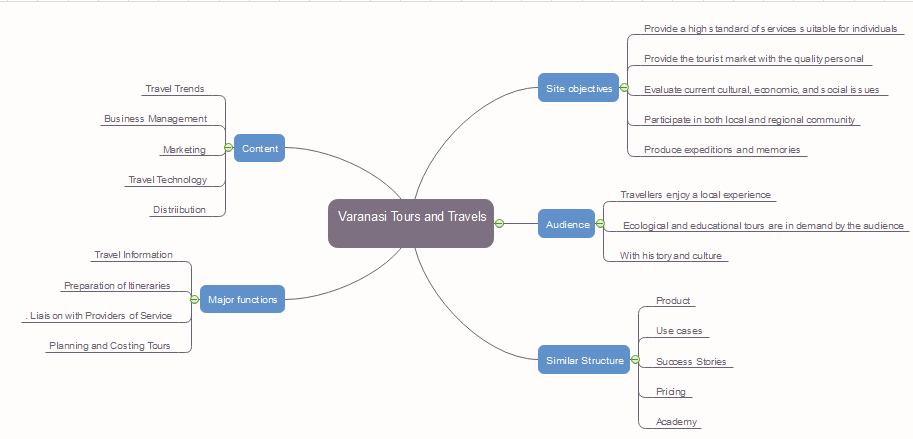 Varanasi Tours and Travels
Content
Travel Trends
Business Management
Marketing
Travel Technology
Distriibution
Major functions
Travel Information
Preparation of Itineraries
. Liaison with Providers of Service
Planning and Costing Tours
Site objectives
Provide a high standard of services suitable for individuals
Provide the tourist market with the quality personal
Evaluate current cultural, economic, and social issues
Participate in both local and regional community
Produce expeditions and memories
Audience
Travellers enjoy a local experience
Ecological and educational tours are in demand by the audience
With history and culture
Similar Structure
Product
Use cases
Success Stories
Pricing
Academy